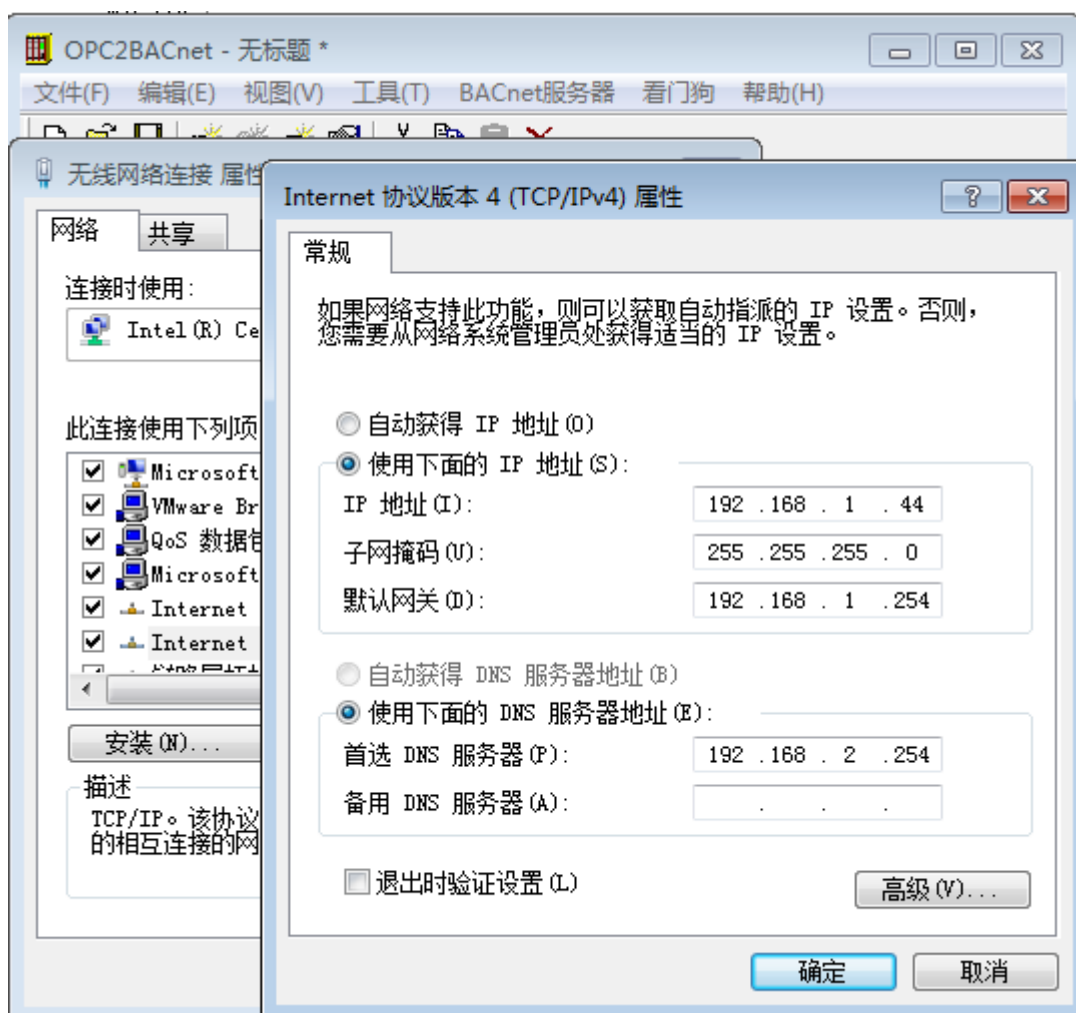 OPC2BACnet - 无标题 *
文件(F) 编辑(E) 视图(V) 工具(T) BACnet服务器 看门狗 帮助(H)
无线网络连接 属性
网络 共享
连接时使用:
Intel(R) Ce
此连接使用下列项
Microsoft
VMware Br
QoS 数据包
Microsoft
Internet
Internet
安装(N)...
描述
TCP/IP。该协议
的相互连接的网
Internet 协议版本 4 (TCP/IPv4) 属性
常规
如果网络支持此功能，则可以获取自动指派的 IP 设置。否则，
您需要从网络系统管理员处获得适当的 IP 设置。
自动获得 IP 地址(O)
使用下面的 IP 地址(S):
IP 地址(I): 192 .168 . 1 . 44
子网掩码(U): 255 .255 .255 . 0
默认网关(D): 192 .168 . 1 .254
自动获得 DNS 服务器地址(B)
使用下面的 DNS 服务器地址(E):
首选 DNS 服务器(P): 192 .168 . 2 .254
备用 DNS 服务器(A): . . .
退出时验证设置(L)
高级(V)...
确定 取消